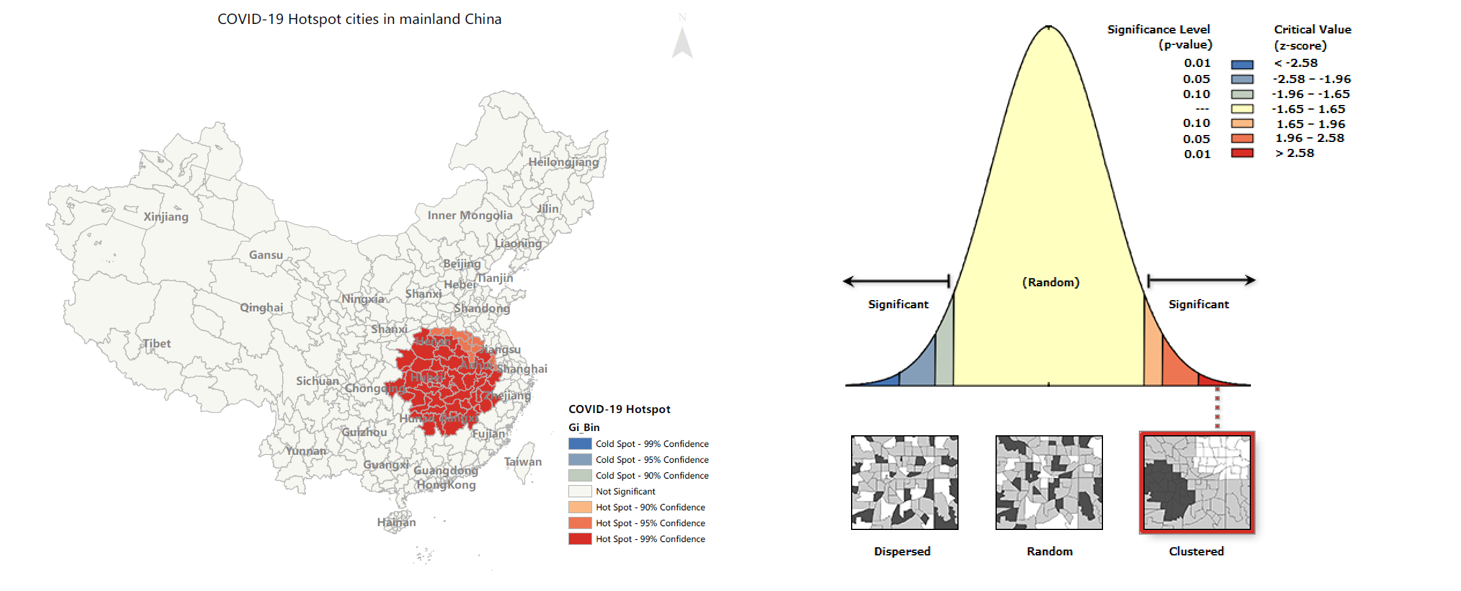 COVID-19 Hotspot cities in mainland China
N
Heilongjiang
Jilin
Inner Mongolia
Xinjiang
Liaoning
Gansu
Beijing
Tianjin
Hebei
Shanxi
Ningxia
Qinghai
Shandong
Shanxi
Tibet
Jiangsu
Shanghai
Sichuan
Chongqing
Zhejiang
Guizhou
Fujian
Yunnan
Guangxi
Guangdong
Taiwan
HongKong
Hainan
COVID-19 Hotspot
Gi_Bin
Cold Spot - 99% Confidence
Cold Spot - 95% Confidence
Cold Spot - 90% Confidence
Not Significant
Hot Spot - 90% Confidence
Hot Spot - 95% Confidence
Hot Spot - 99% Confidence
Significance Level
(p-value)
Critical Value
(z-score)
0.01 < -2.58
0.05 -2.58 – -1.96
0.10 -1.96 – -1.65
--- -1.65 – 1.65
0.10 1.65 – 1.96
0.05 1.96 – 2.58
0.01 > 2.58
(Random)
Significant
Significant
Dispersed
Random
Clustered